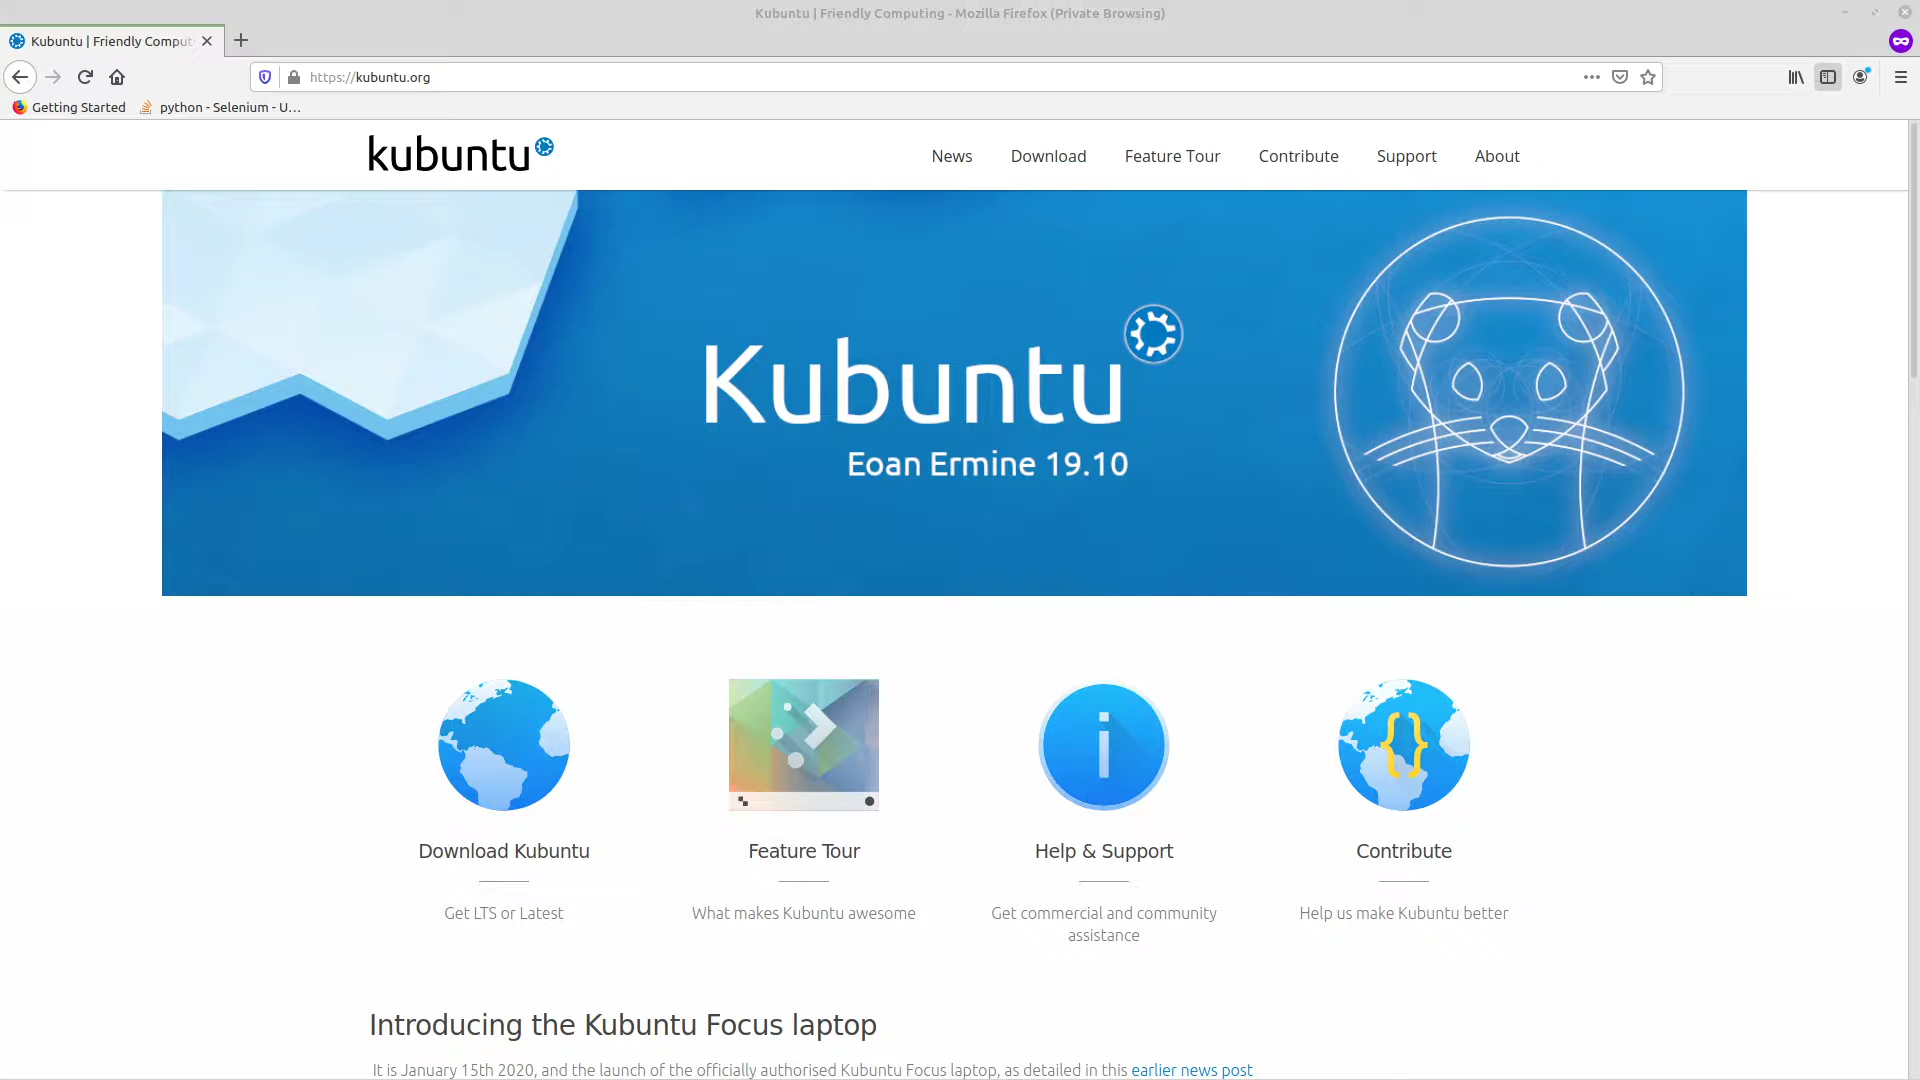 Kubuntu | Friendly Computing - Mozilla Firefox (Private Browsing)
Kubuntu | Friendly Comput
https://kubuntu.org
Getting Started
python - Selenium - U...
kubuntu
News
Download
Feature Tour
Contribute
Support
About
Kubuntu
Eoan Ermine 19.10
i
{}
Download Kubuntu
Feature Tour
Help & Support
Contribute
Get LTS or Latest
What makes Kubuntu awesome
Get commercial and community
assistance
Help us make Kubuntu better
Introducing the Kubuntu Focus laptop
It is January 15th 2020, and the launch of the officially authorised Kubuntu Focus laptop, as detailed in this earlier news post